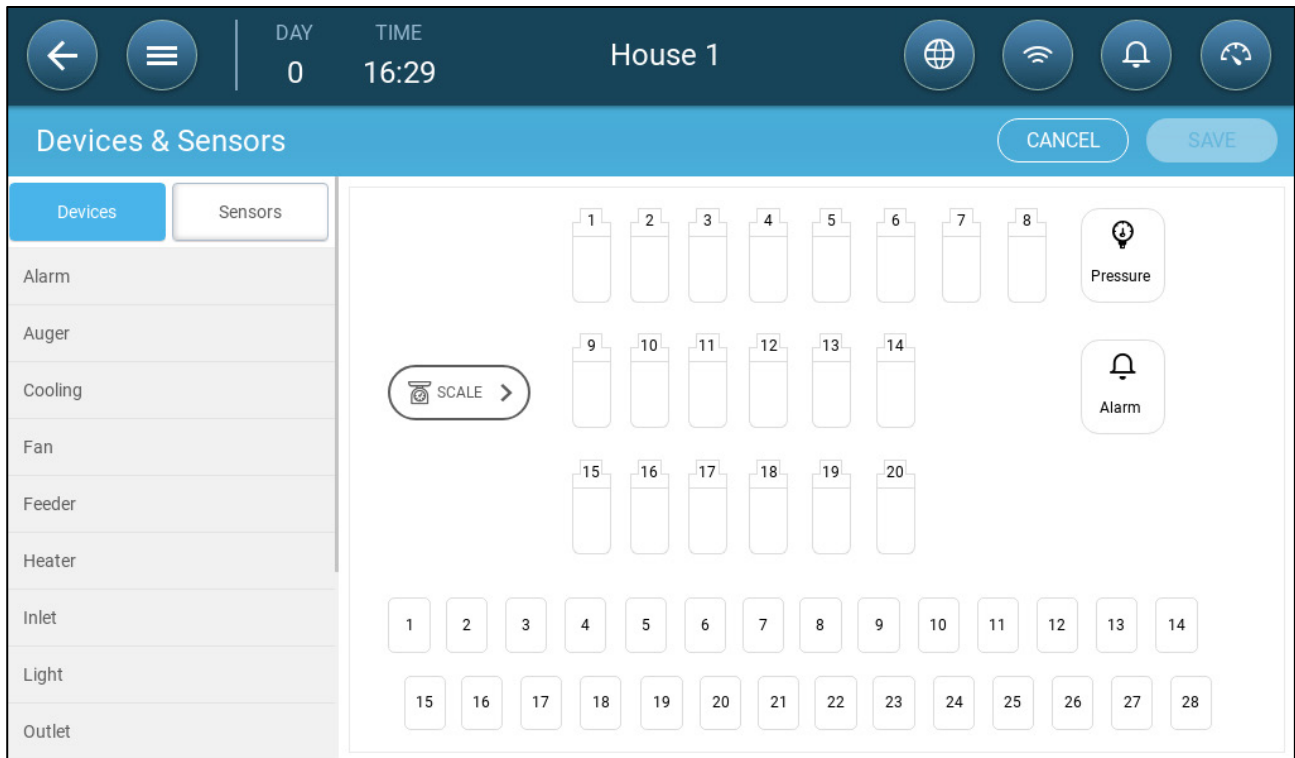 DAY TIME
0 16:29 House 1
Devices & Sensors CANCEL SAVE
Devices Sensors
Alarm
Auger
Cooling
Fan
Feeder
Heater
Inlet
Light
Outlet
1 2 3 4 5 6 7 8
Pressure
9 10 11 12 13 14
SCALE
Alarm
15 16 17 18 19 20
1 2 3 4 5 6 7 8 9 10 11 12 13 14
15 16 17 18 19 20 21 22 23 24 25 26 27 28